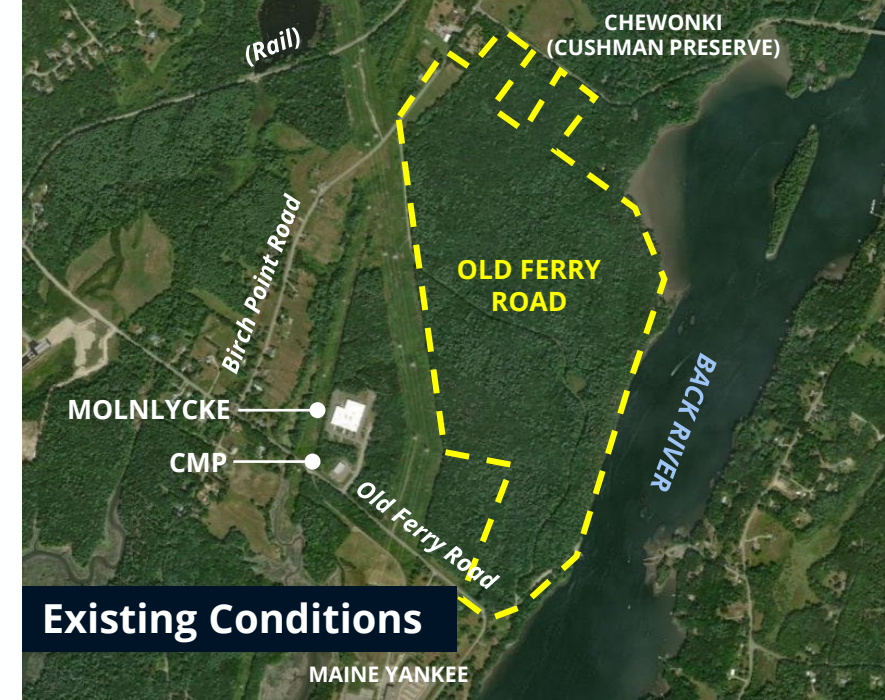 CHEWONKI
(CUSHMAN PRESERVE)
(Rail)
Birch Point Road
OLD FERRY
ROAD
BACK RIVER
MOLNLYCKE
CMP
Old Ferry Road
Existing Conditions
MAINE YANKEE